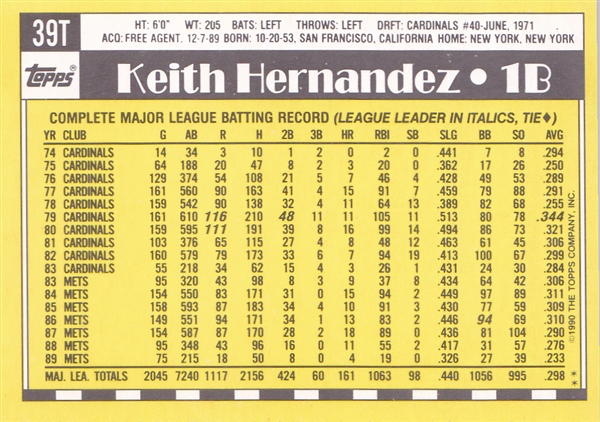 39T
HT: 6'0" WT: 205 BATS: LEFT THROWS: LEFT DRFT: CARDINALS #40-JUNE, 1971
ACQ: FREE AGENT. 12-7-89 BORN: 10-20-53, SAN FRANCISCO, CALIFORNIA HOME: NEW YORK, NEW YORK
TOPPS® Keith Hernandez • 1B
COMPLETE MAJOR LEAGUE BATTING RECORD (LEAGUE LEADER IN ITALICS, TIE♦)
YR CLUB G AB R H 2B 3B HR RBI SB SLG BB SO AVG
74 CARDINALS 14 34 3 10 1 2 0 2 0 .441 7 8 .294
75 CARDINALS 64 188 20 47 8 2 3 20 0 .362 17 26 .250
76 CARDINALS 129 374 54 108 21 5 7 46 4 .428 49 53 .289
77 CARDINALS 161 560 90 163 41 4 15 91 7 .459 79 88 .291
78 CARDINALS 159 542 90 138 32 4 11 64 13 .389 82 68 .255
79 CARDINALS 161 610 116 210 48 11 11 105 11 .513 80 78 .344
80 CARDINALS 159 595 111 191 39 8 16 99 14 .494 86 73 .321
81 CARDINALS 103 376 65 115 27 4 8 48 12 .463 61 45 .306
82 CARDINALS 160 579 79 173 33 6 7 94 19 .413 100 67 .299
83 CARDINALS 55 218 34 62 15 4 3 26 1 .431 24 30 .284
83 METS 95 320 43 98 8 3 9 37 8 .434 64 42 .306
84 METS 154 550 83 171 31 0 15 94 2 .449 97 89 .311
85 METS 158 593 87 183 34 4 10 91 3 .430 77 59 .309
86 METS 149 551 94 171 34 1 13 83 2 .446 94 69 .310
87 METS 154 587 87 170 28 2 18 89 0 .436 81 104 .290
88 METS 95 348 43 96 16 0 11 55 2 .417 31 57 .276
89 METS 75 215 18 50 8 0 4 19 0 .326 27 39 .233
MAJ. LEA. TOTALS 2045 7240 1117 2156 424 60 161 1063 98 .440 1056 995 .298
©1990 THE TOPPS COMPANY, INC.
**